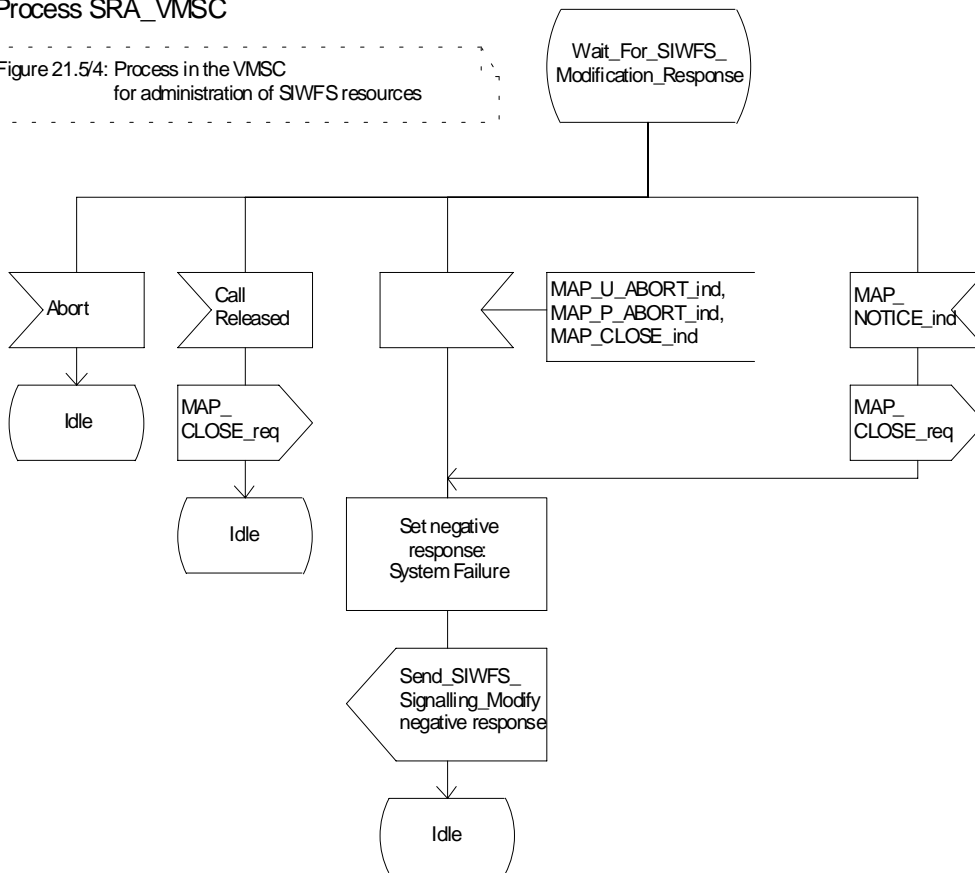 Process SRA_VMSC
Figure 21.5/4: Process in the VMSC
for administration of SIWFS resources
Wait_For_SIWFS_
Modification_Response
Abort
Call
Released
MAP_U_ABORT_ind,
MAP_P_ABORT_ind,
MAP_CLOSE_ind
MAP_
NOTICE_ind
Idle
MAP_
CLOSE_req
MAP_
CLOSE_req
Idle
Set negative
response:
System Failure
Send_SIWFS_
Signalling_Modify
negative response
Idle